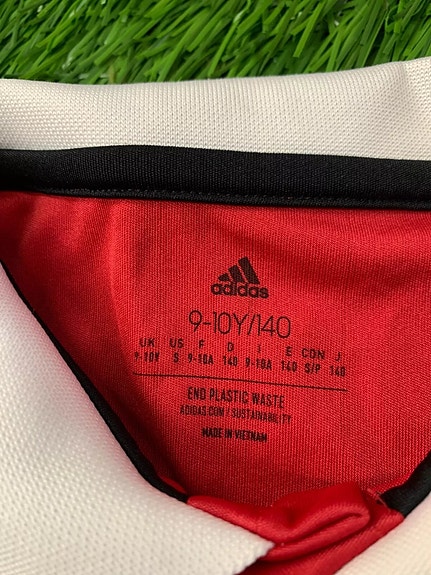 adidas
9-10Y/140
UK US F D I E CON J
9-10Y S 9-10A 140 9-10A 140 S/P 140
END PLASTIC WASTE
ADIDAS.COM / SUSTAINABILITY
MADE IN VIETNAM